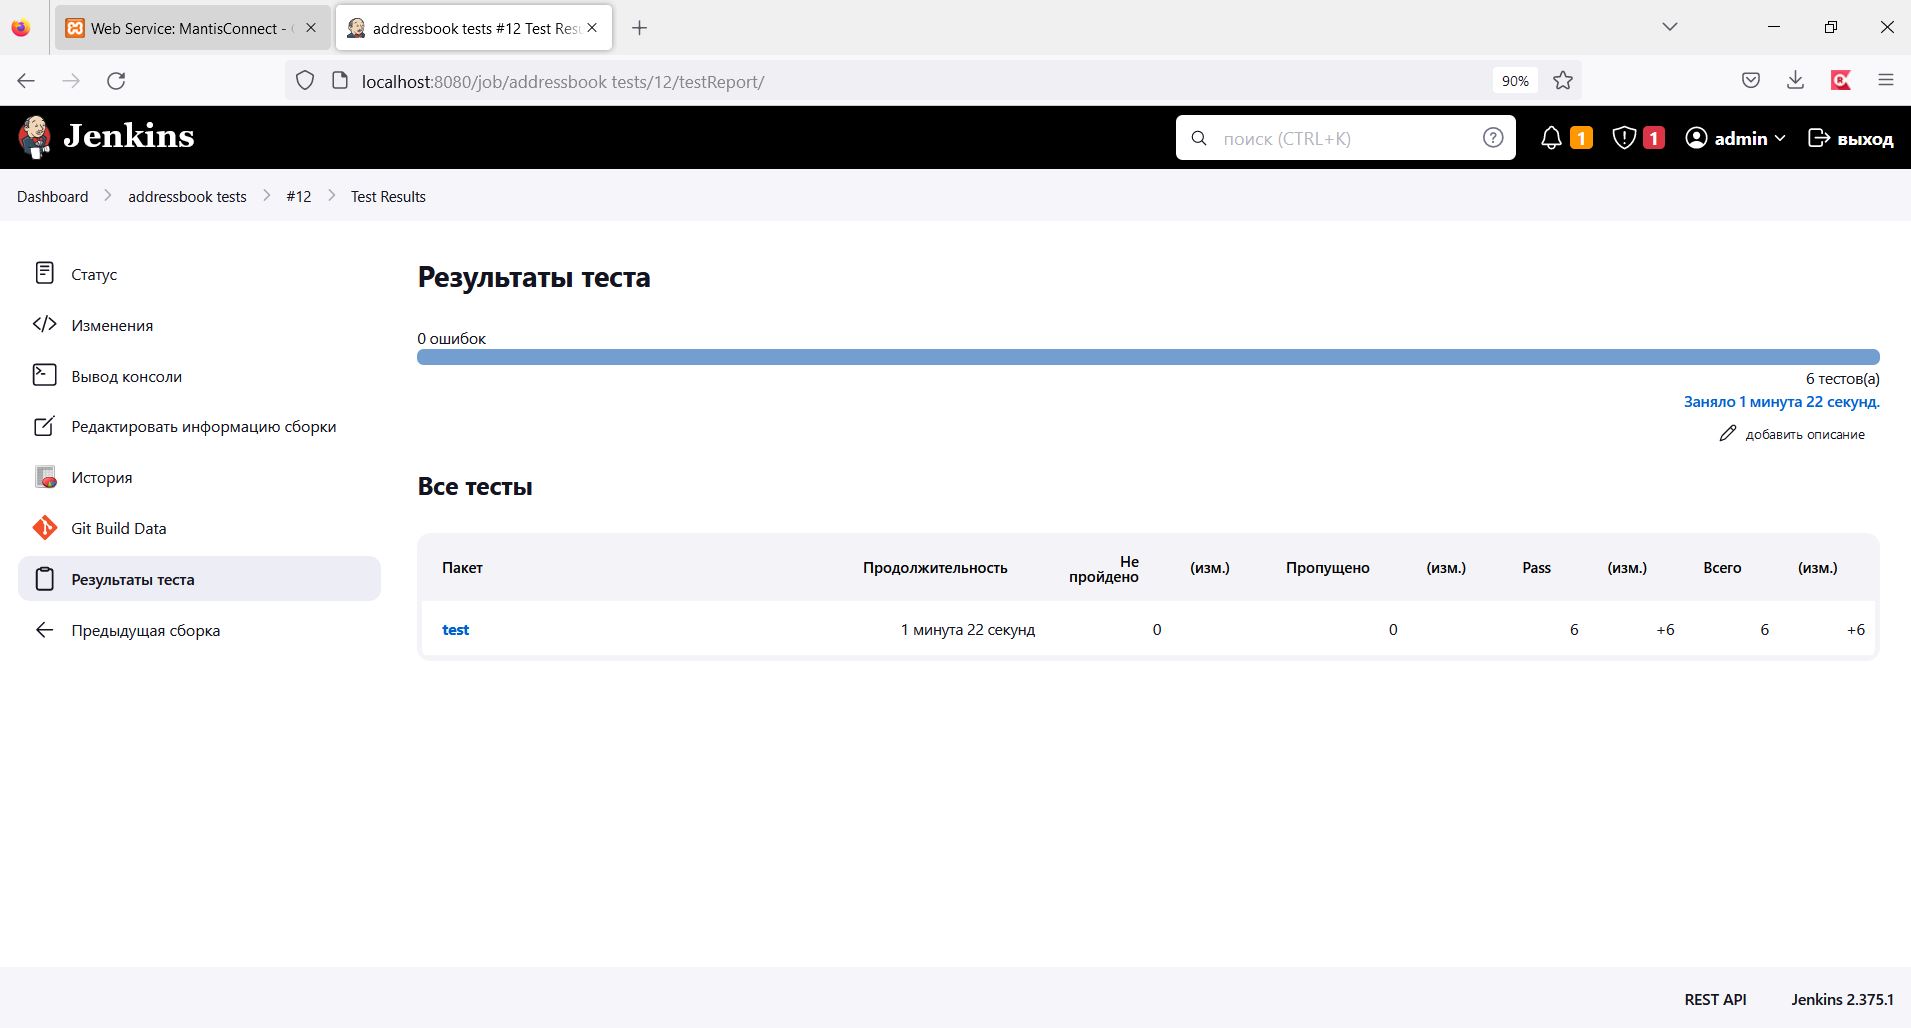 Web Service: MantisConnect -
addressbook tests #12 Test Res
localhost:8080/job/addressbook tests/12/testReport/
90%
Jenkins
поиск (CTRL+K)
1
1
admin
выход
Dashboard
addressbook tests
#12
Test Results
Статус
Изменения
Вывод консоли
Редактировать информацию сборки
История
Git Build Data
Результаты теста
Предыдущая сборка
Результаты теста
0 ошибок
6 тестов(а)
Заняло 1 минута 22 секунд.
добавить описание
Все тесты
Пакет Продолжительность Не пройдено (изм.) Пропущено (изм.) Pass (изм.) Всего (изм.)
test 1 минута 22 секунд 0 0 6 +6 6 +6
REST API
Jenkins 2.375.1